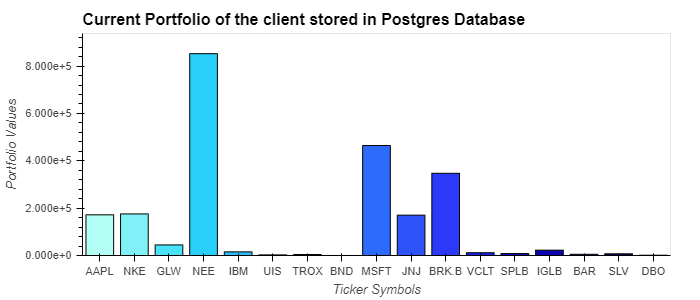 Current Portfolio of the client stored in Postgres Database
Portfolio Values
8.000e+5
6.000e+5
4.000e+5
2.000e+5
0.000e+0
AAPL NKE GLW NEE IBM UIS TROX BND MSFT JNJ BRK.B VCLT SPLB IGLB BAR SLV DBO
Ticker Symbols